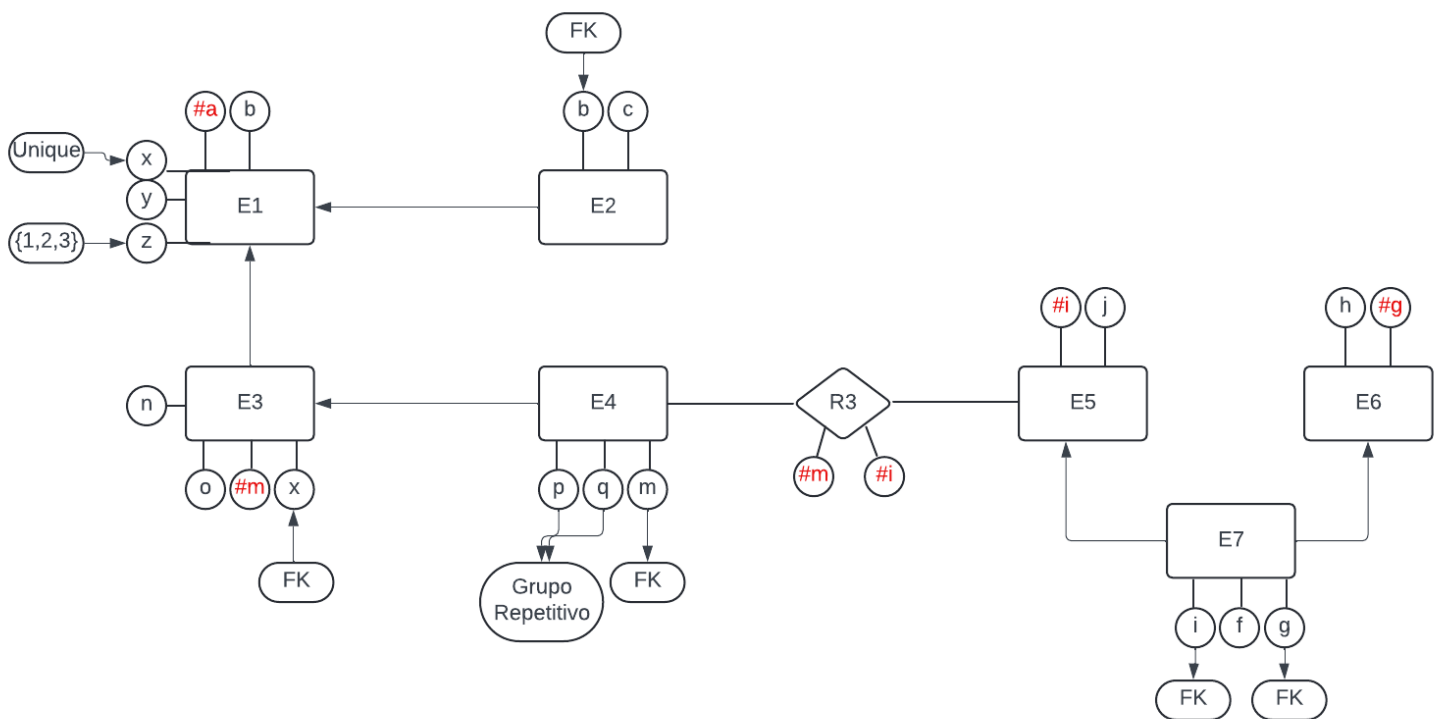 FK
#a
b
b
c
Unique
x
y
E1
E2
{1,2,3}
z
#i
j
h
#g
n
E3
E4
R3
E5
E6
o
#m
x
p
q
m
#m
#i
E7
FK
Grupo
Repetitivo
FK
i
f
g
FK
FK